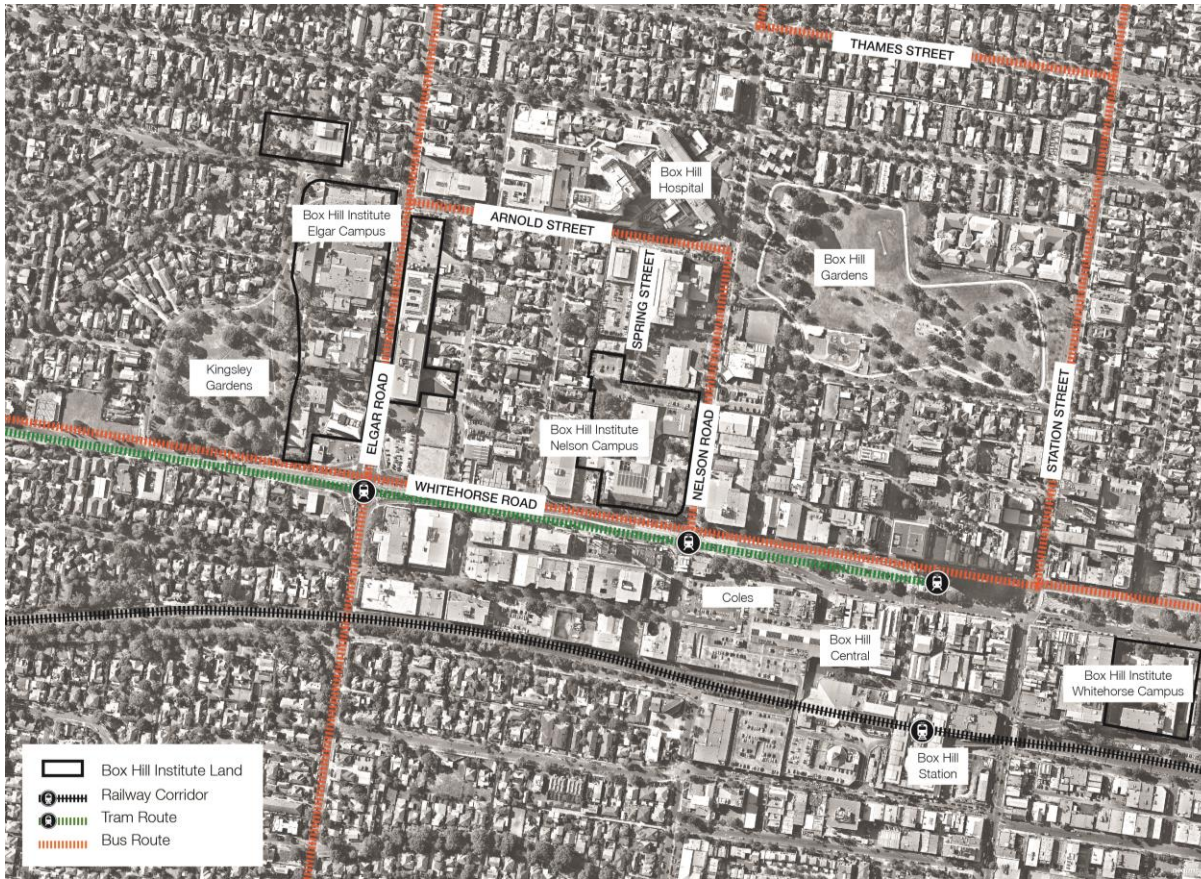 THAMES STREET
Box Hill
Hospital
Box Hill Institute
Elgar Campus
ARNOLD STREET
SPRING STREET
Box Hill
Gardens
Kingsley
Gardens
ELGAR ROAD
Box Hill Institute
Nelson Campus
NELSON ROAD
STATION STREET
WHITEHORSE ROAD
Coles
Box Hill
Central
Box Hill Institute
Whitehorse Campus
Box Hill
Station
Box Hill Institute Land
Railway Corridor
Tram Route
Bus Route